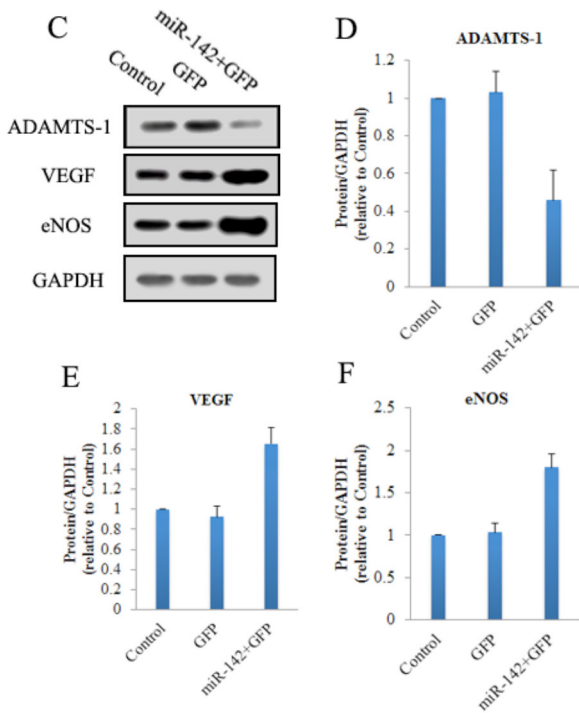 C
Control
GFP
miR-142+GFP
ADAMTS-1
VEGF
eNOS
GAPDH
D
ADAMTS-1
Protein/GAPDH
(relative to Control)
1.2
1
0.8
0.6
0.4
0.2
0
Control
GFP
miR-142+GFP
E
VEGF
Protein/GAPDH
(relative to Control)
2
1.8
1.6
1.4
1.2
1
0.8
0.6
0.4
0.2
0
Control
GFP
miR-142+GFP
F
eNOS
Protein/GAPDH
(relative to Control)
2.5
2
1.5
1
0.5
0
Control
GFP
miR-142+GFP